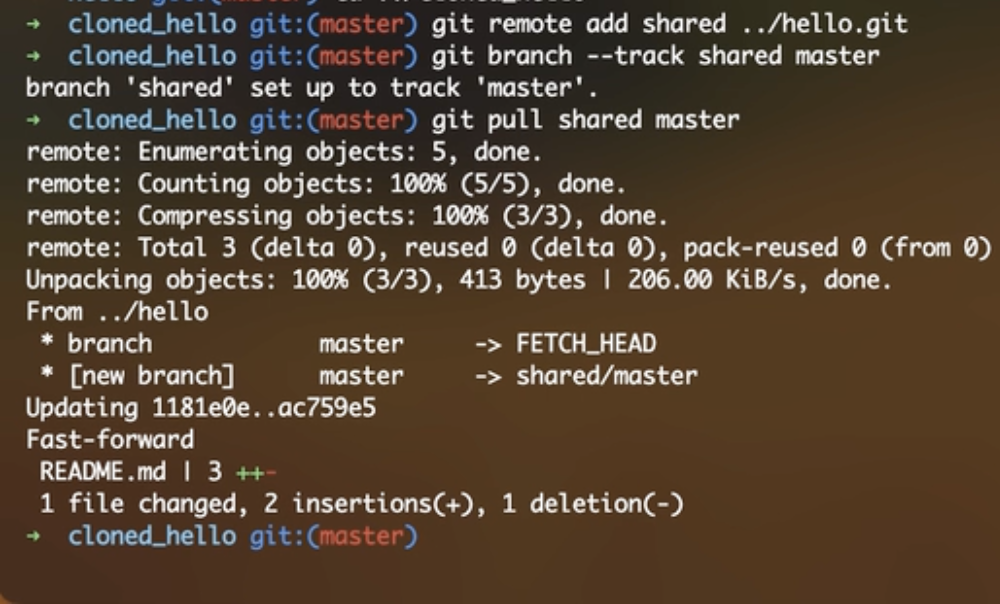 ➜ cloned_hello git:(master) git remote add shared ../hello.git
➜ cloned_hello git:(master) git branch --track shared master
branch 'shared' set up to track 'master'.
➜ cloned_hello git:(master) git pull shared master
remote: Enumerating objects: 5, done.
remote: Counting objects: 100% (5/5), done.
remote: Compressing objects: 100% (3/3), done.
remote: Total 3 (delta 0), reused 0 (delta 0), pack-reused 0 (from 0)
Unpacking objects: 100% (3/3), 413 bytes | 206.00 KiB/s, done.
From ../hello
 * branch            master     -> FETCH_HEAD
 * [new branch]      master     -> shared/master
Updating 1181e0e..ac759e5
Fast-forward
 README.md | 3 ++-
 1 file changed, 2 insertions(+), 1 deletion(-)
➜ cloned_hello git:(master)